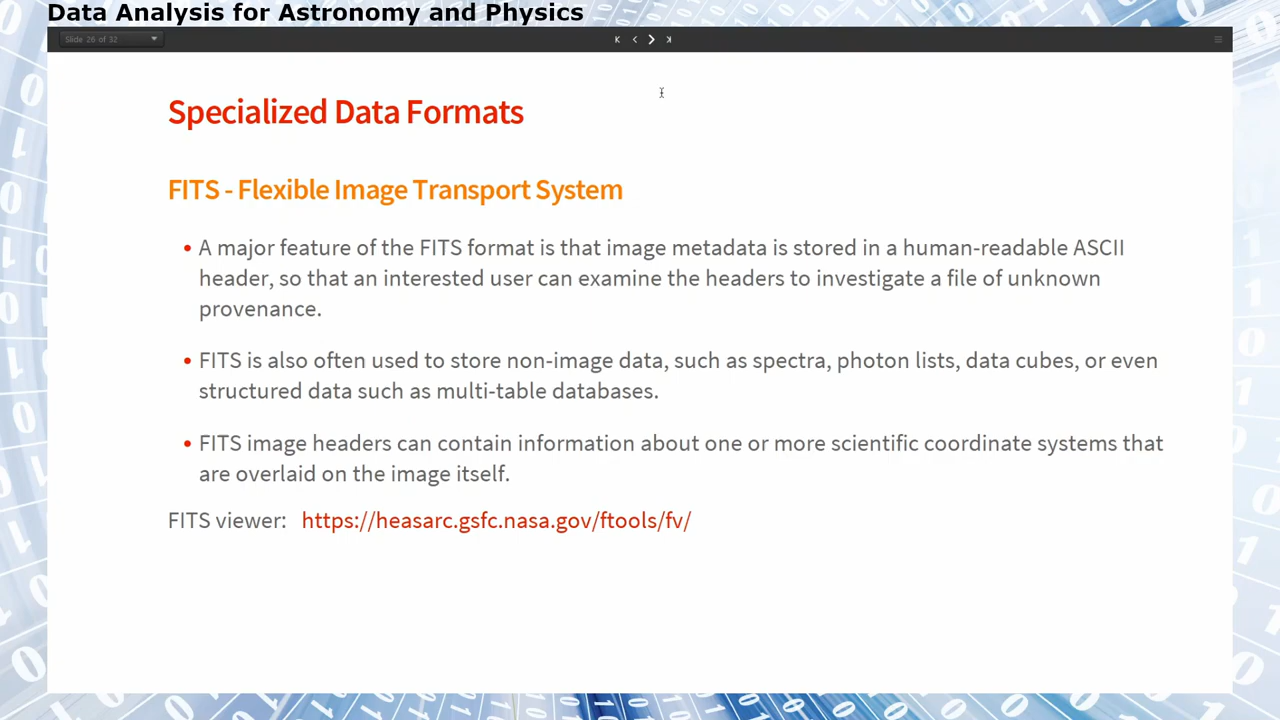 Data Analysis for Astronomy and Physics
Slide 26 of 32
Specialized Data Formats
FITS - Flexible Image Transport System
• A major feature of the FITS format is that image metadata is stored in a human-readable ASCII
header, so that an interested user can examine the headers to investigate a file of unknown
provenance.
• FITS is also often used to store non-image data, such as spectra, photon lists, data cubes, or even
structured data such as multi-table databases.
• FITS image headers can contain information about one or more scientific coordinate systems that
are overlaid on the image itself.
FITS viewer: https://heasarc.gsfc.nasa.gov/ftools/fv/